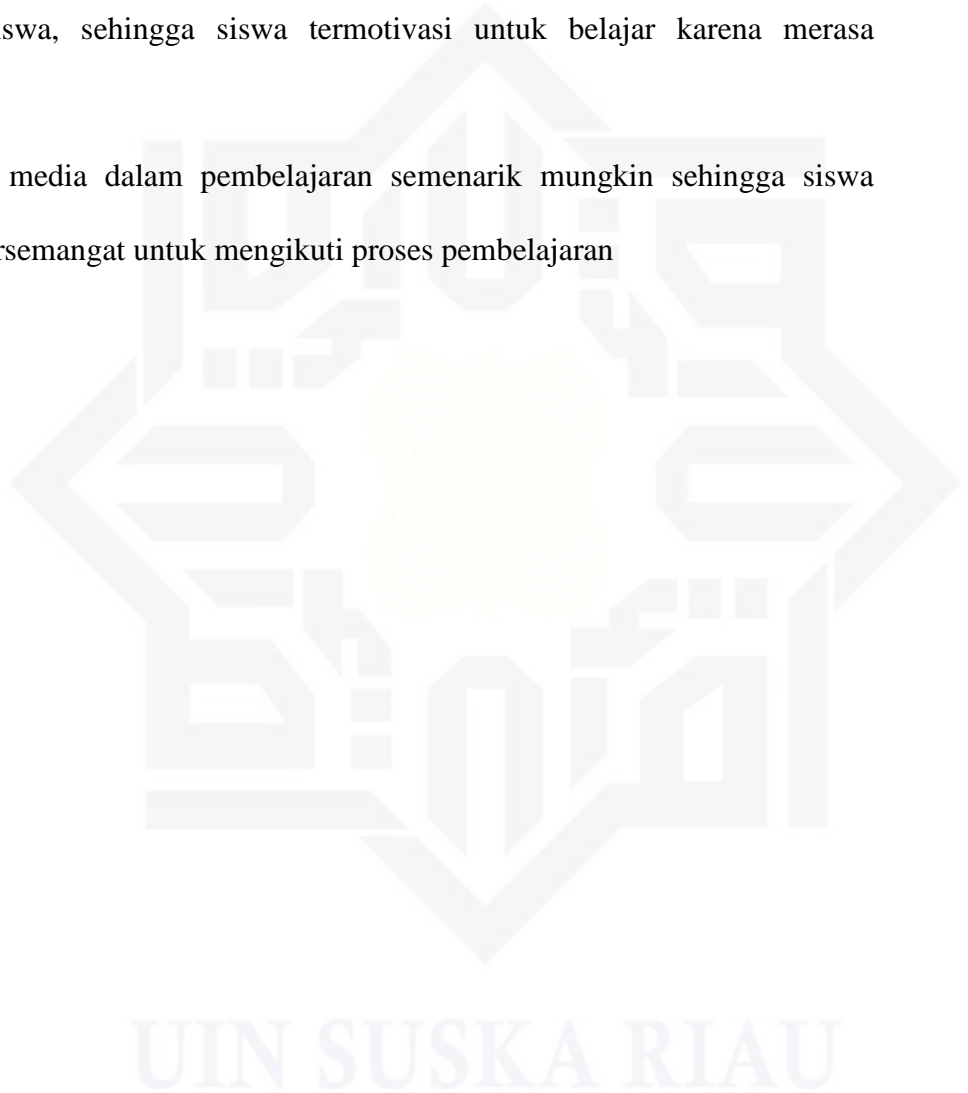 iswa, sehingga siswa termotivasi untuk belajar karena merasa
media dalam pembelajaran semenarik mungkin sehingga siswa
rsemangat untuk mengikuti proses pembelajaran
UIN SUSKA RIAU